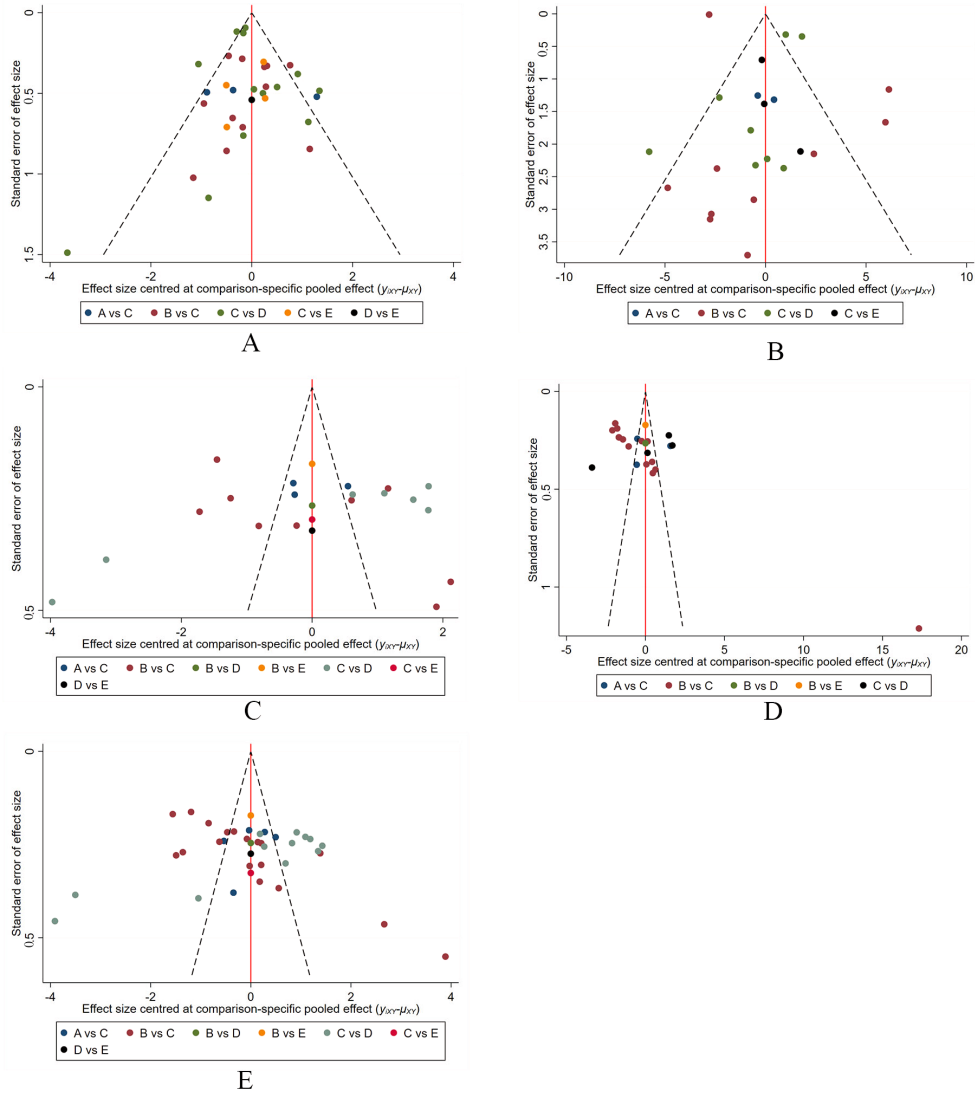 0
0.5
1
1.5
Standard error of effect size
-4
-2
0
2
4
Effect size centred at comparison-specific pooled effect (yiXY-μXY)
A vs C
B vs C
C vs D
C vs E
D vs E
A
0
0.5
1
1.5
2
2.5
3
3.5
Standard error of effect size
-10
-5
0
5
10
Effect size centred at comparison-specific pooled effect (yiXY-μXY)
A vs C
B vs C
C vs D
C vs E
B
0
0.5
Standard error of effect size
-4
-2
0
2
Effect size centred at comparison-specific pooled effect (yiXY-μXY)
A vs C
B vs C
B vs D
B vs E
C vs D
C vs E
D vs E
C
0
0.5
1
Standard error of effect size
-5
0
5
10
15
20
Effect size centred at comparison-specific pooled effect (yiXY-μXY)
A vs C
B vs C
B vs D
B vs E
C vs D
D
0
0.5
Standard error of effect size
-4
-2
0
2
4
Effect size centred at comparison-specific pooled effect (yiXY-μXY)
A vs C
B vs C
B vs D
B vs E
C vs D
C vs E
D vs E
E